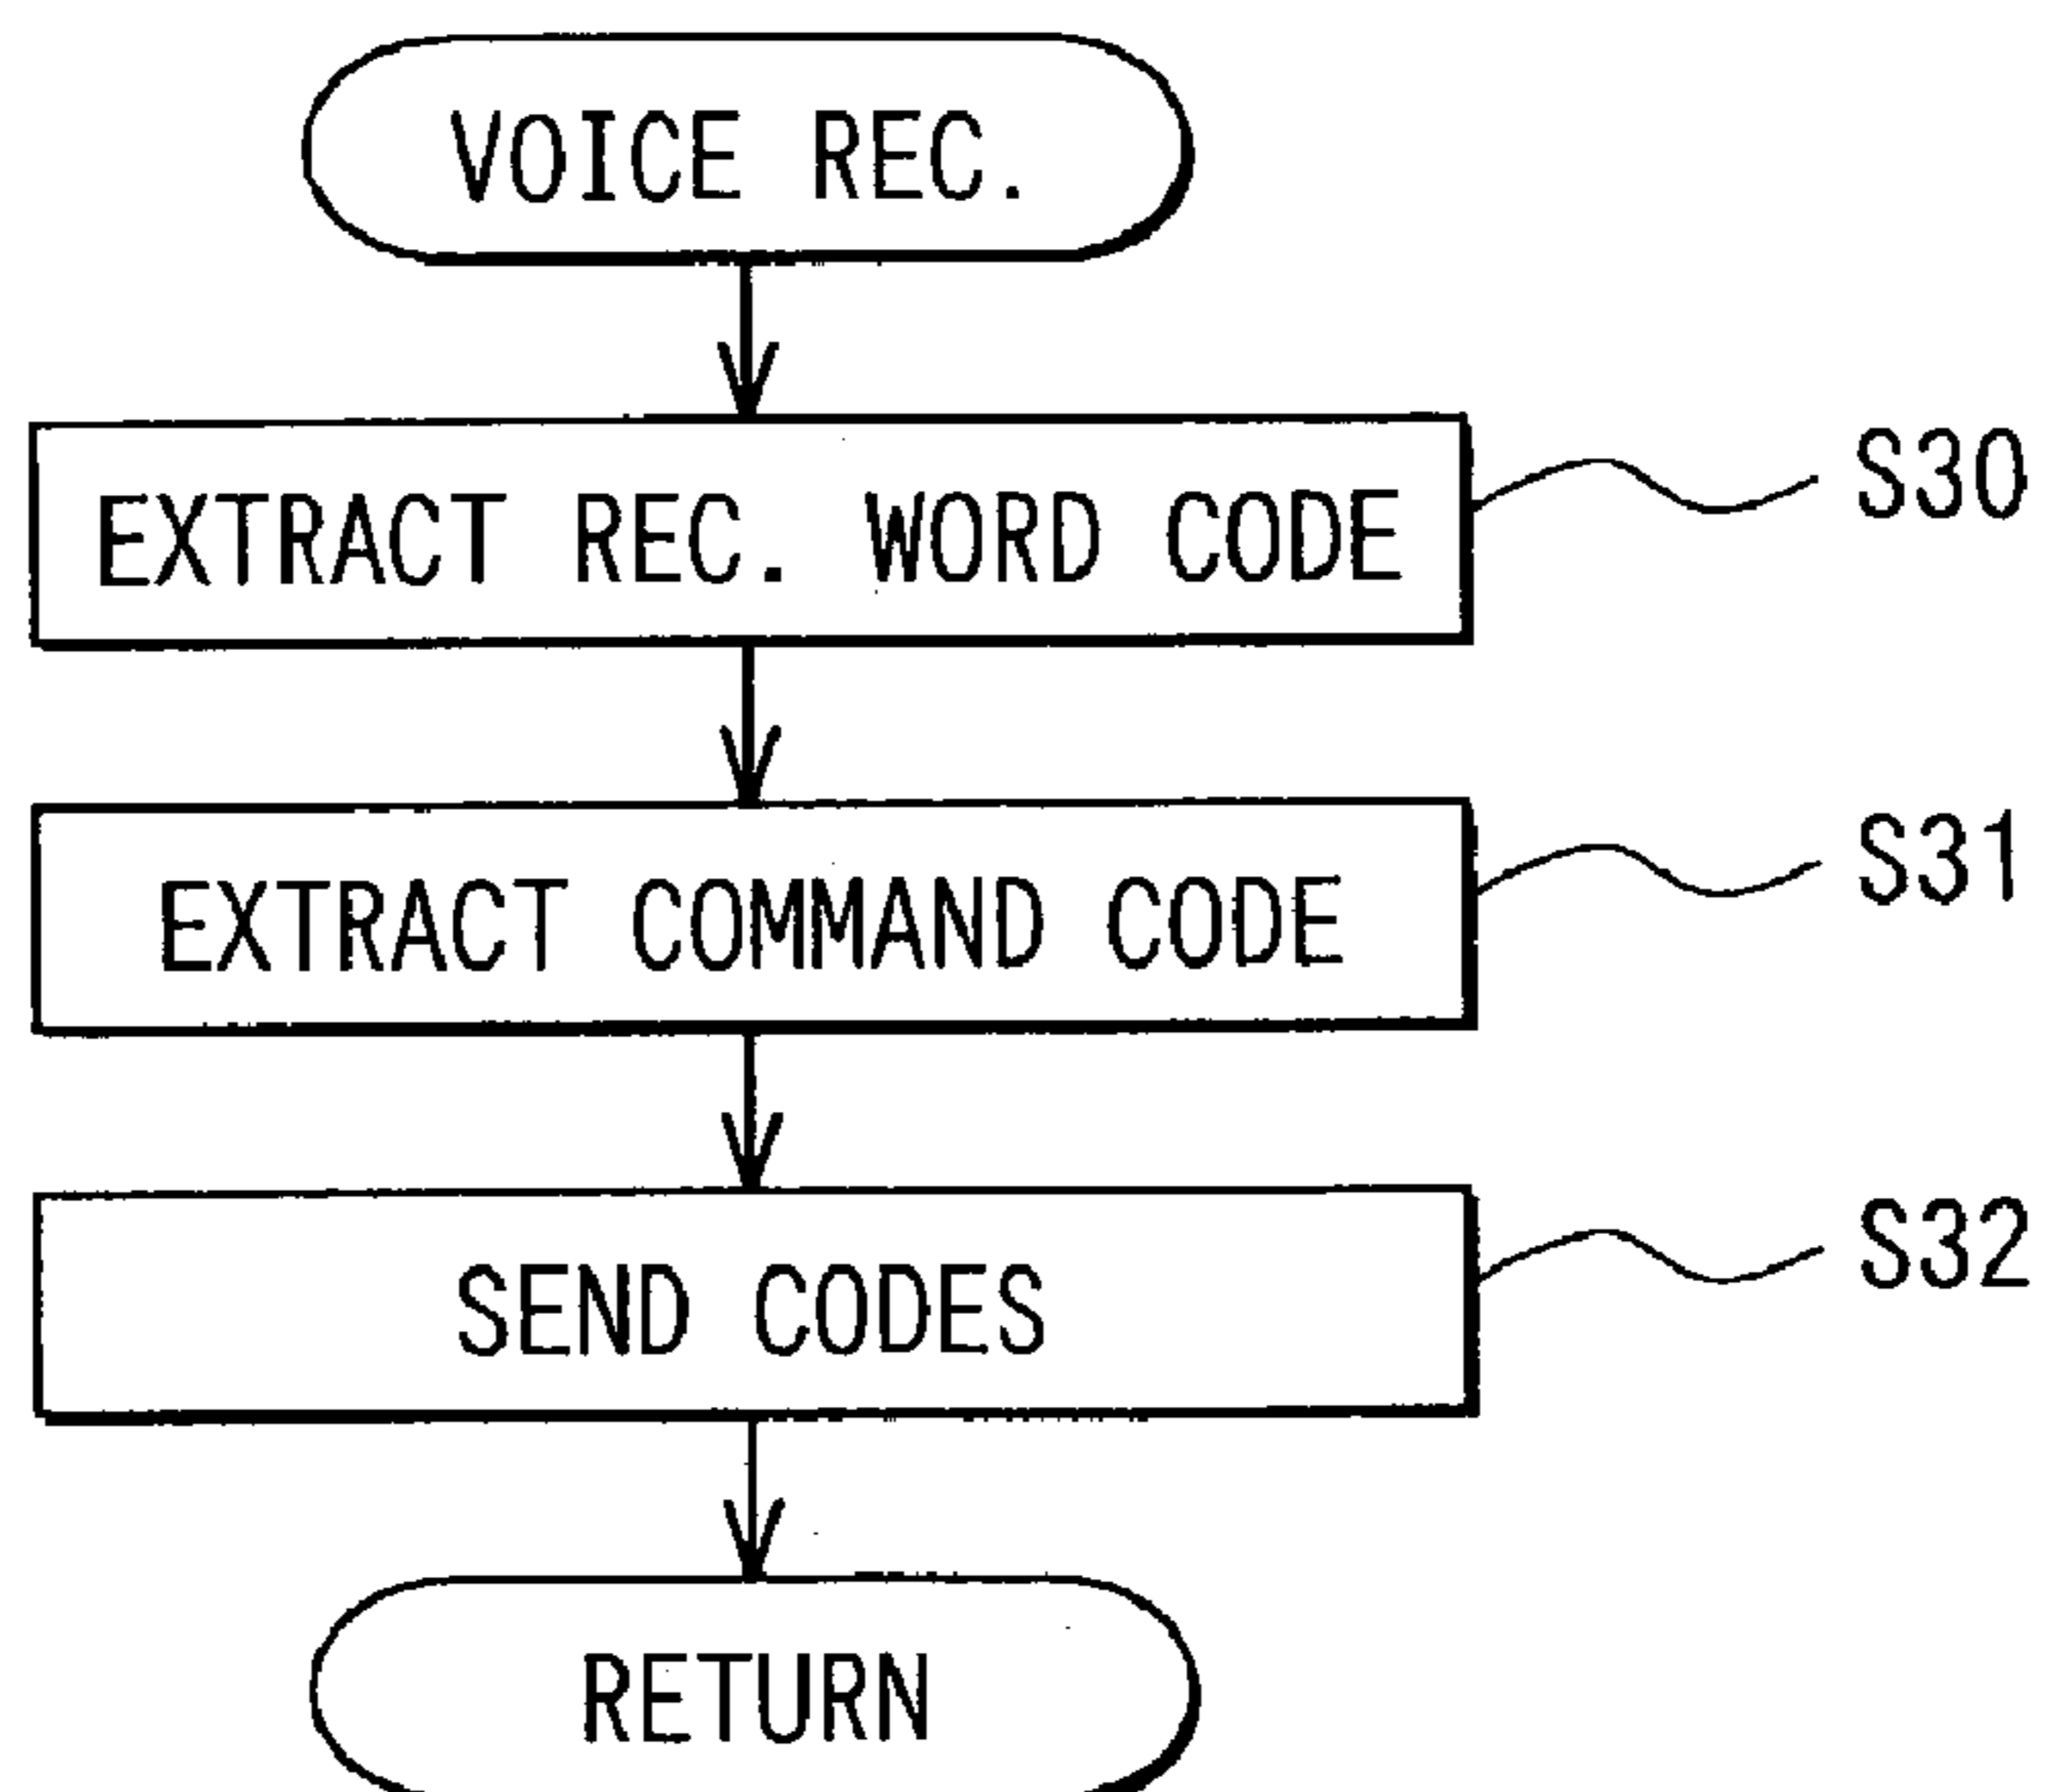 VOICE REC.
EXTRACT REC. WORD CODE
S30
EXTRACT COMMAND CODE
S31
SEND CODES
S32
RETURN